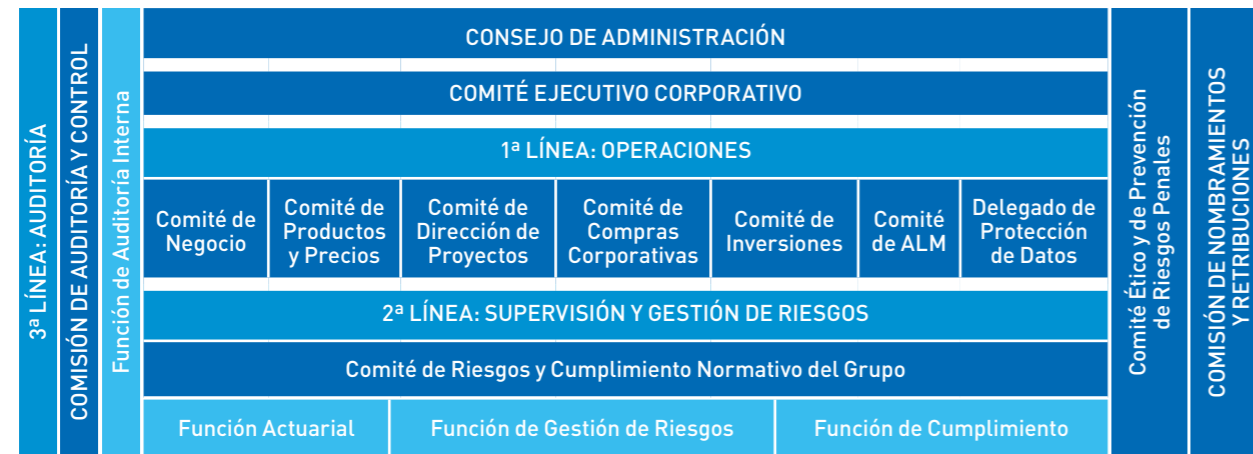 3ª LÍNEA: AUDITORÍA
COMISIÓN DE AUDITORÍA Y CONTROL
Función de Auditoría Interna
CONSEJO DE ADMINISTRACIÓN
COMITÉ EJECUTIVO CORPORATIVO
1ª LÍNEA: OPERACIONES
Comité de
Negocio
Comité de
Productos
y Precios
Comité de
Dirección de
Proyectos
Comité de
Compras
Corporativas
Comité de
Inversiones
Comité
de ALM
Delegado de
Protección
de Datos
2ª LÍNEA: SUPERVISIÓN Y GESTIÓN DE RIESGOS
Comité de Riesgos y Cumplimiento Normativo del Grupo
Función Actuarial
Función de Gestión de Riesgos
Función de Cumplimiento
Comité Ético y de Prevención
de Riesgos Penales
COMISIÓN DE NOMBRAMIENTOS
Y RETRIBUCIONES